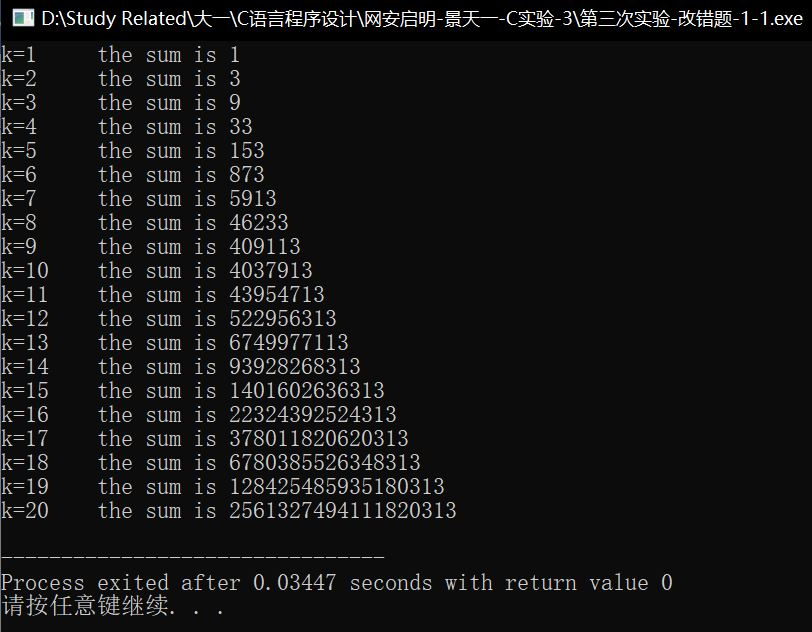 D:\Study Related\大一\C语言程序设计\网安启明-景天一-C实验-3\第三次实验-改错题-1-1.exe
k=1 the sum is 1
k=2 the sum is 3
k=3 the sum is 9
k=4 the sum is 33
k=5 the sum is 153
k=6 the sum is 873
k=7 the sum is 5913
k=8 the sum is 46233
k=9 the sum is 409113
k=10 the sum is 4037913
k=11 the sum is 43954713
k=12 the sum is 522956313
k=13 the sum is 6749977113
k=14 the sum is 93928268313
k=15 the sum is 1401602636313
k=16 the sum is 22324392524313
k=17 the sum is 378011820620313
k=18 the sum is 6780385526348313
k=19 the sum is 128425485935180313
k=20 the sum is 2561327494111820313
--------------------------------
Process exited after 0.03447 seconds with return value 0
请按任意键继续. . .